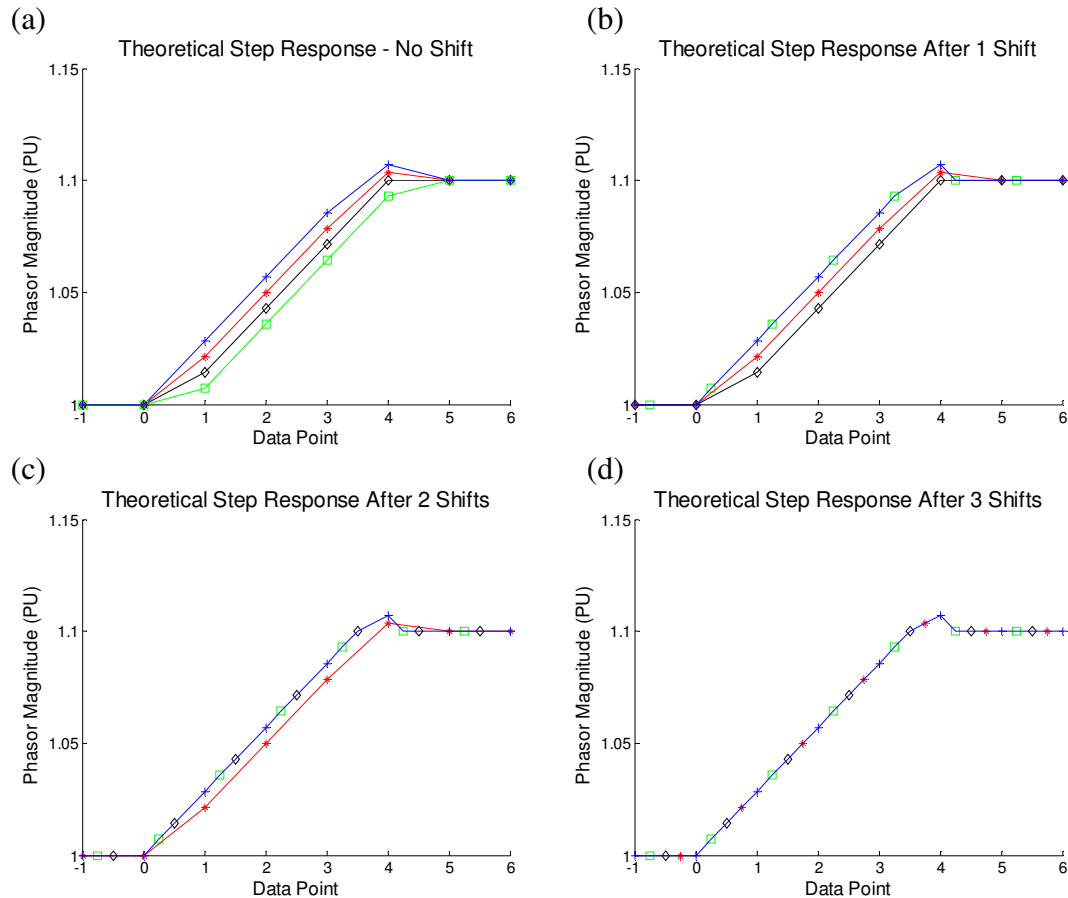 (a)
Theoretical Step Response - No Shift
1.15
1.1
1.05
1
Phasor Magnitude (PU)
-1 0 1 2 3 4 5 6
Data Point
(b)
Theoretical Step Response After 1 Shift
1.15
1.1
1.05
1
Phasor Magnitude (PU)
-1 0 1 2 3 4 5 6
Data Point
(c)
Theoretical Step Response After 2 Shifts
1.15
1.1
1.05
1
Phasor Magnitude (PU)
-1 0 1 2 3 4 5 6
Data Point
(d)
Theoretical Step Response After 3 Shifts
1.15
1.1
1.05
1
Phasor Magnitude (PU)
-1 0 1 2 3 4 5 6
Data Point